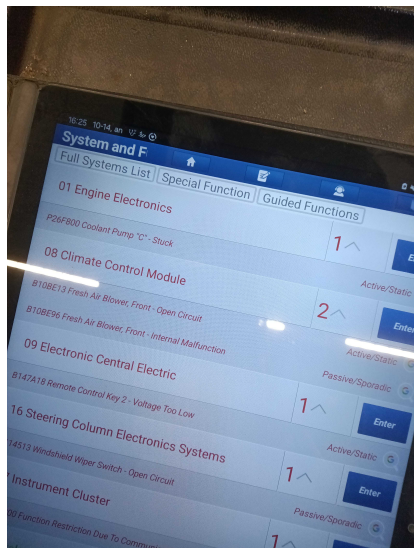 16:25 10-14, an
System and F
Full Systems List
Special Function
Guided Functions
01 Engine Electronics
1
P26F800 Coolant Pump "C" - Stuck
Active/Static
08 Climate Control Module
2
Enter
B10BE13 Fresh Air Blower, Front - Open Circuit
Active/Static
B10BE96 Fresh Air Blower, Front - Internal Malfunction
Passive/Sporadic
09 Electronic Central Electric
1
Enter
B147A18 Remote Control Key 2 - Voltage Too Low
Active/Static
16 Steering Column Electronics Systems
1
Enter
14513 Windshield Wiper Switch - Open Circuit
Passive/Sporadic
Instrument Cluster
1
00 Function Restriction Due To Communi